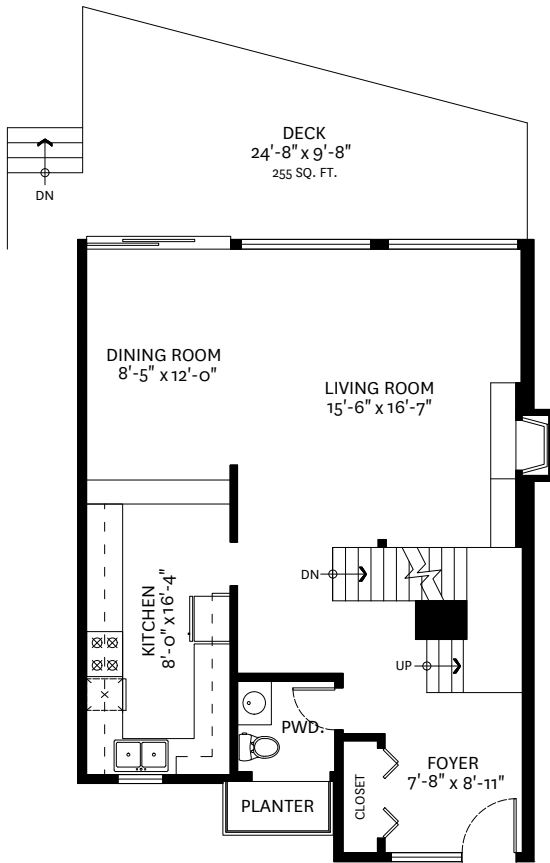 DECK
24'-8" x 9'-8"
255 SQ. FT.
DN
DINING ROOM
8'-5" x 12'-0"
LIVING ROOM
15'-6" x 16'-7"
DN
KITCHEN
8'-0" x 16'-4"
UP
PWD.
FOYER
7'-8" x 8'-11"
CLOSET
PLANTER